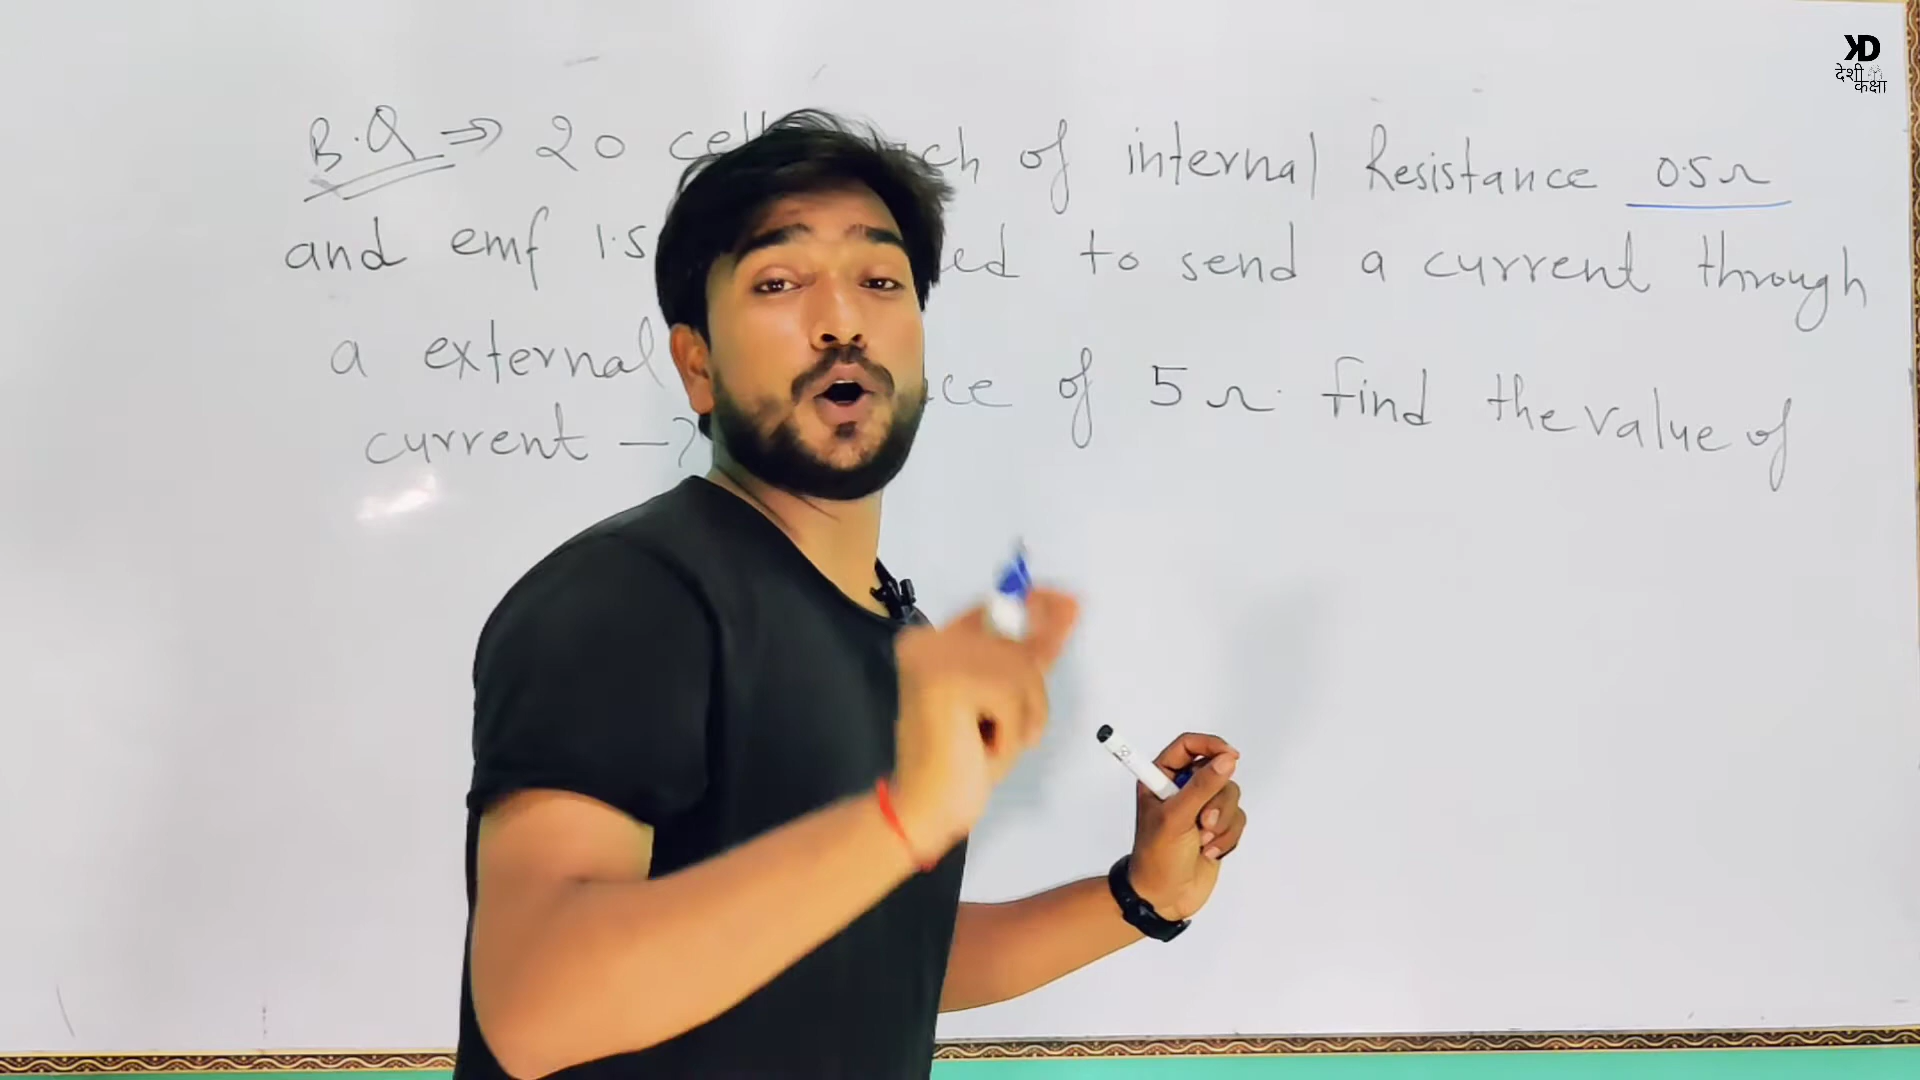 B.Q ⇒ 20 cell ch of internal Resistance 0.5Ω
and emf 1.5 ed to send a current through
a external ce of 5Ω. find the value of
current →
KD
देशी
कक्षा